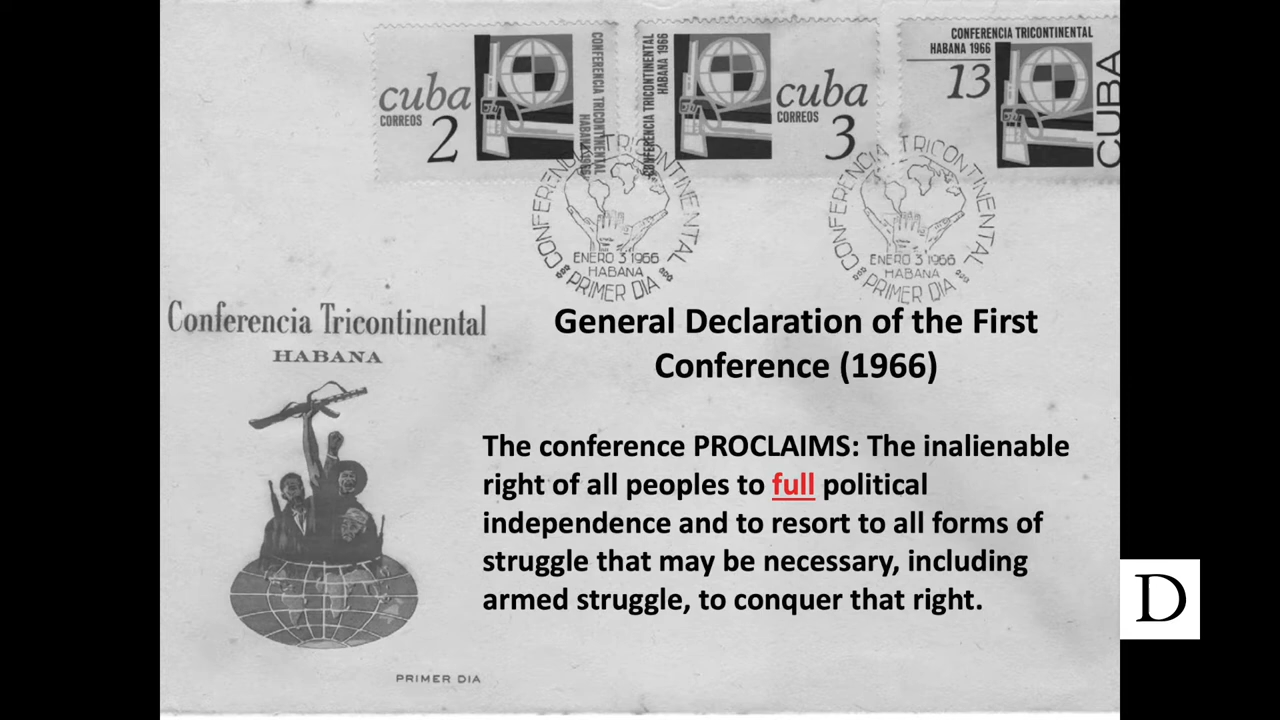 cuba
CORREOS
2
CONFERENCIA TRICONTINENTAL
HABANA 1966
CONFERENCIA TRICONTINENTAL
HABANA 1966
cuba
CORREOS
3
CONFERENCIA TRICONTINENTAL
HABANA 1966
13
CUBA
CONFERENCIA TRICONTINENTAL
ENERO 3 1966
HABANA
PRIMER DIA
CONFERENCIA TRICONTINENTAL
ENERO 3 1966
HABANA
PRIMER DIA
Conferencia Tricontinental
HABANA
General Declaration of the First
Conference (1966)
The conference PROCLAIMS: The inalienable
right of all peoples to full political
independence and to resort to all forms of
struggle that may be necessary, including
armed struggle, to conquer that right.
PRIMER DIA
D